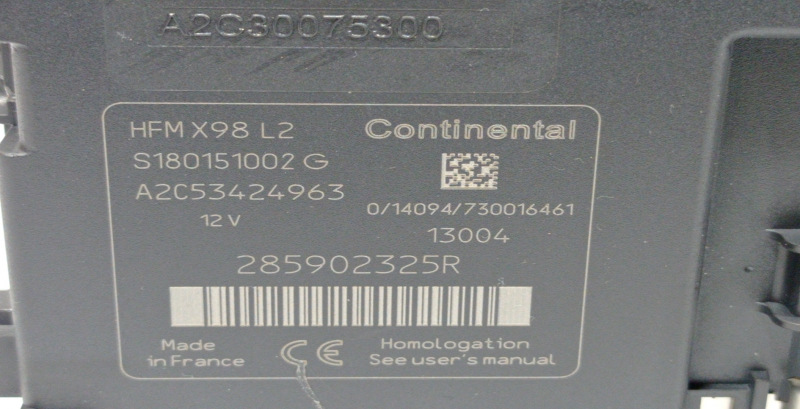 A2C30075300
HFM X98 L2
Continental
S180151002 G
A2C53424963
12 V
0/14094/730016461
13004
285902325R
Made
in France
CE
Homologation
See user's manual